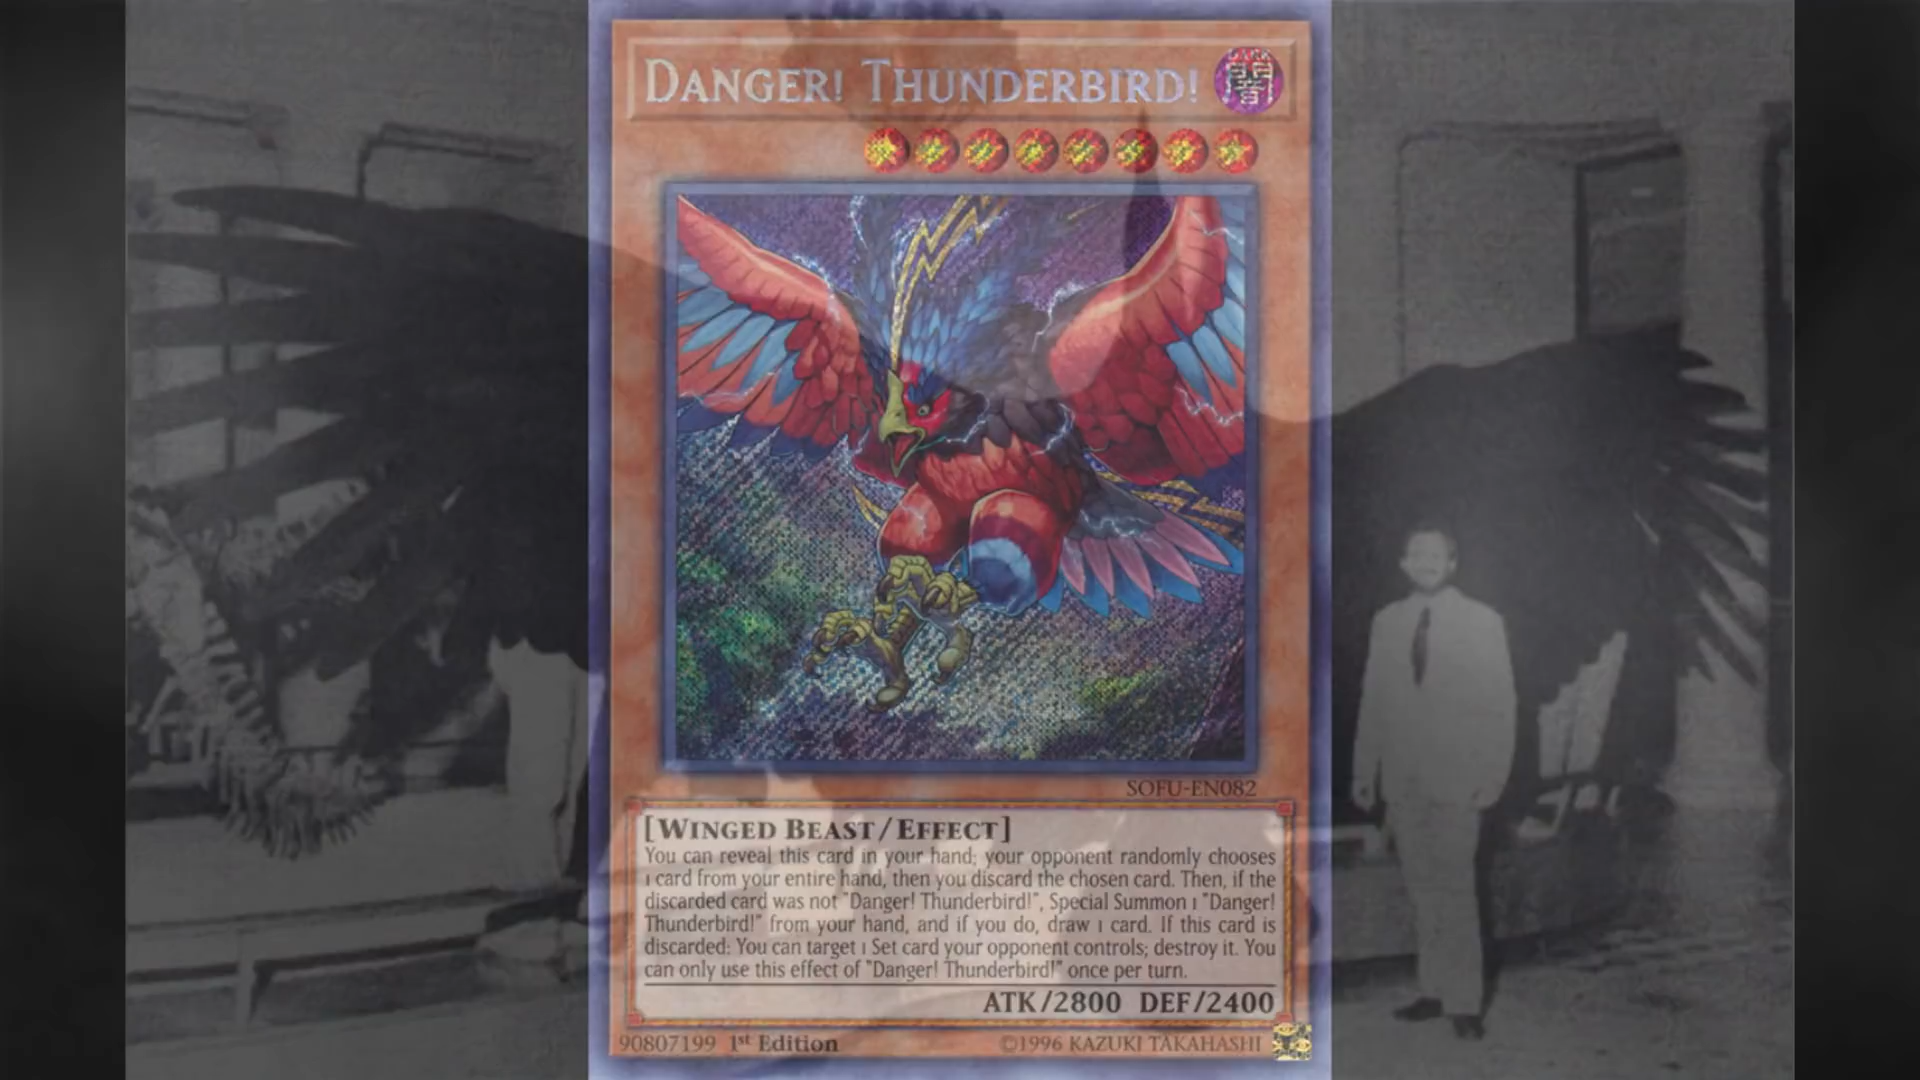 DANGER! THUNDERBIRD!
DARK
闇
SOFU-EN082
[WINGED BEAST/EFFECT]
You can reveal this card in your hand; your opponent randomly chooses
1 card from your entire hand, then you discard the chosen card. Then, if the
discarded card was not "Danger! Thunderbird!", Special Summon 1 "Danger!
Thunderbird!" from your hand, and if you do, draw 1 card. If this card is
discarded: You can target 1 Set card your opponent controls; destroy it. You
can only use this effect of "Danger! Thunderbird!" once per turn.
ATK/2800 DEF/2400
90807199 1st Edition ©1996 KAZUKI TAKAHASHI